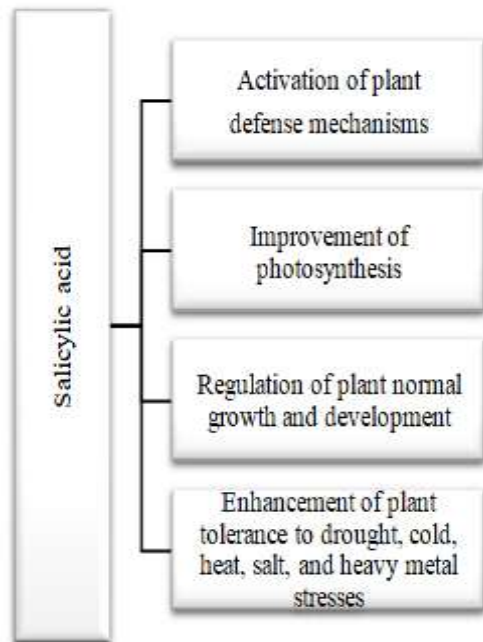 Salicylic acid
Activation of plant
defense mechanisms
Improvement of
photosynthesis
Regulation of plant normal
growth and development
Enhancement of plant
tolerance to drought, cold,
heat, salt, and heavy metal
stresses